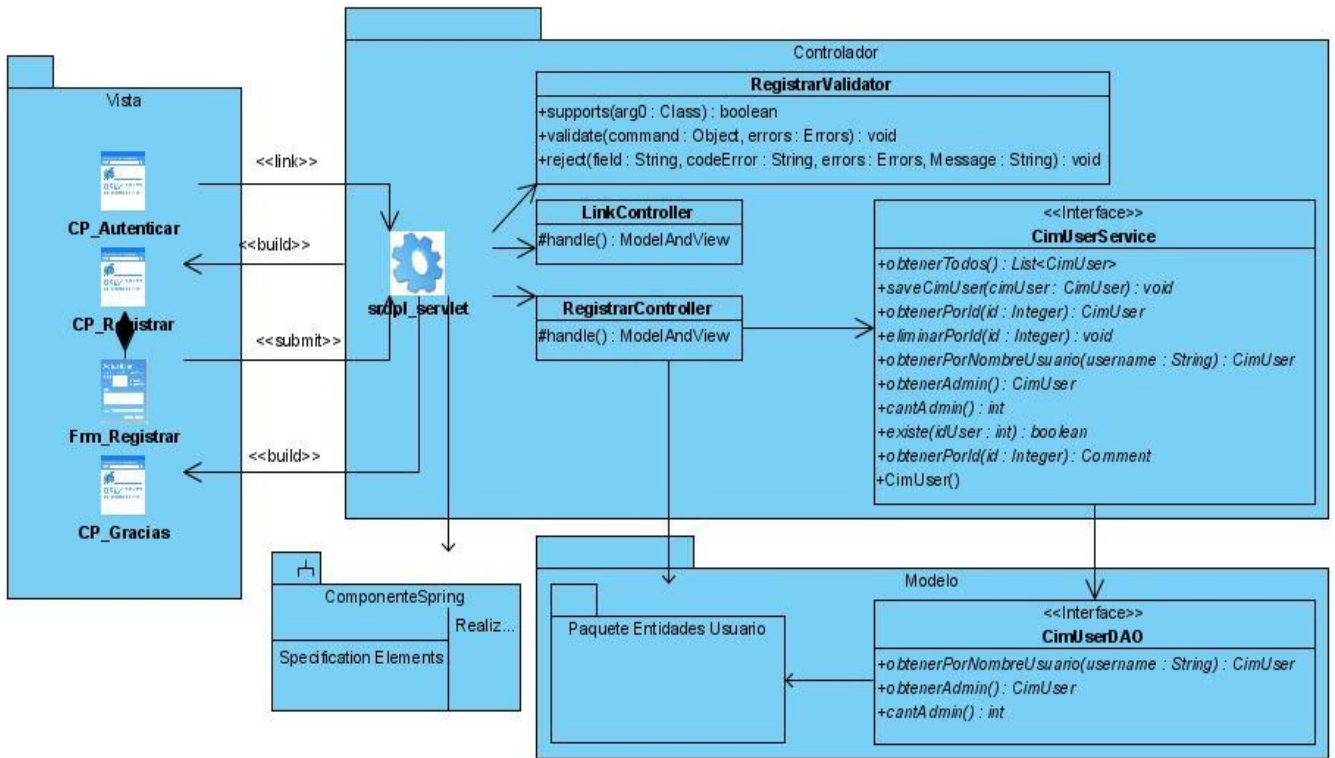 Vista
<<link>>
CP_Autenticar
<<build>>
CP_Registrar
<<submit>>
Frm_Registrar
<<build>>
CP_Gracias
Controlador
RegistrarValidator
+supports(arg0 : Class) : boolean
+validate(command : Object, errors : Errors) : void
+reject(field : String, codeError : String, errors : Errors, Message : String) : void
LinkController
#handle() : ModelAndView
RegistrarController
#handle() : ModelAndView
<<Interface>>
CimUserService
+obtenerTodos() : List<CimUser>
+saveCimUser(cimUser : CimUser) : void
+obtenerPorId(id : Integer) : CimUser
+eliminarPorId(id : Integer) : void
+obtenerPorNombreUsuario(username : String) : CimUser
+obtenerAdmin() : CimUser
+cantAdmin() : int
+existe(idUser : int) : boolean
+obtenerPorId(id : Integer) : Comment
+CimUser()
ComponenteSpring
Realiz...
Specification Elements
Modelo
Paquete Entidades Usuario
<<Interface>>
CimUserDAO
+obtenerPorNombreUsuario(username : String) : CimUser
+obtenerAdmin() : CimUser
+cantAdmin() : int